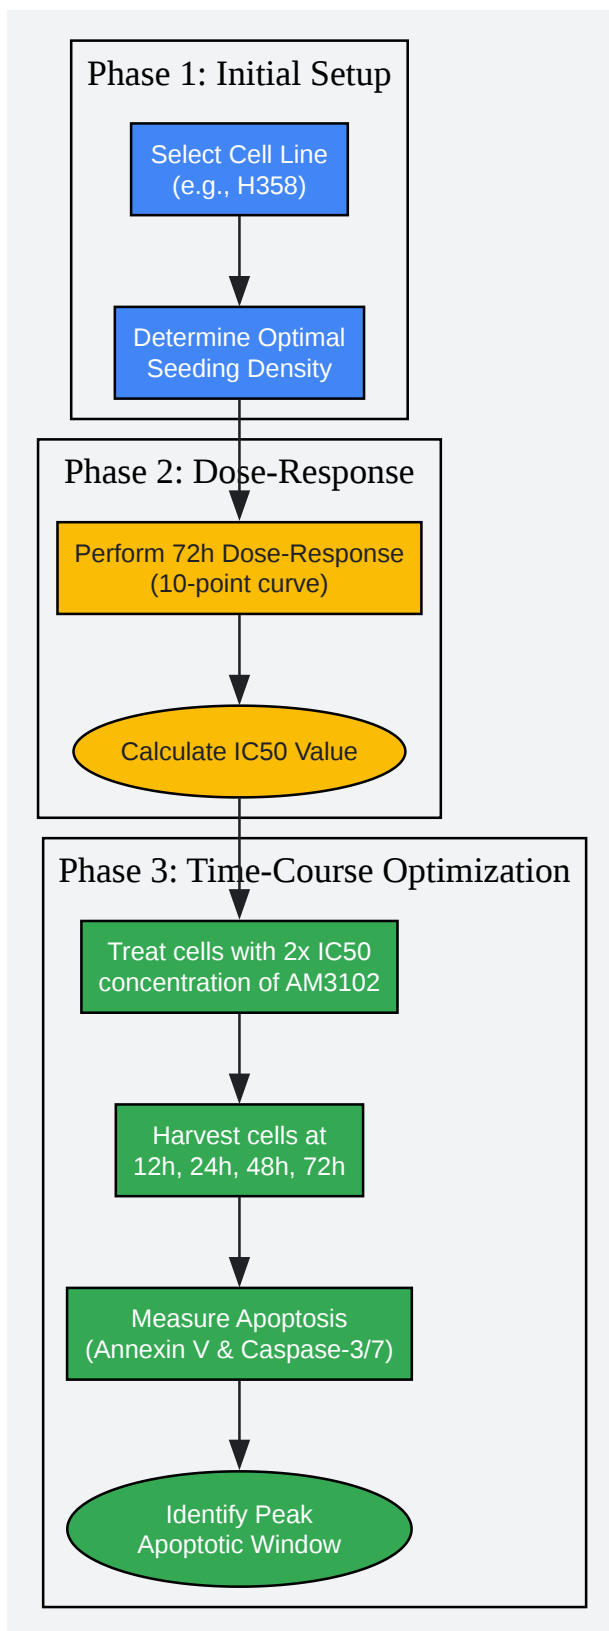 Phase 1: Initial Setup
Select Cell Line
(e.g., H358)
Determine Optimal
Seeding Density
Phase 2: Dose-Response
Perform 72h Dose-Response
(10-point curve)
Calculate IC50 Value
Phase 3: Time-Course Optimization
Treat cells with 2x IC50
concentration of AM3102
Harvest cells at
12h, 24h, 48h, 72h
Measure Apoptosis
(Annexin V & Caspase-3/7)
Identify Peak
Apoptotic Window